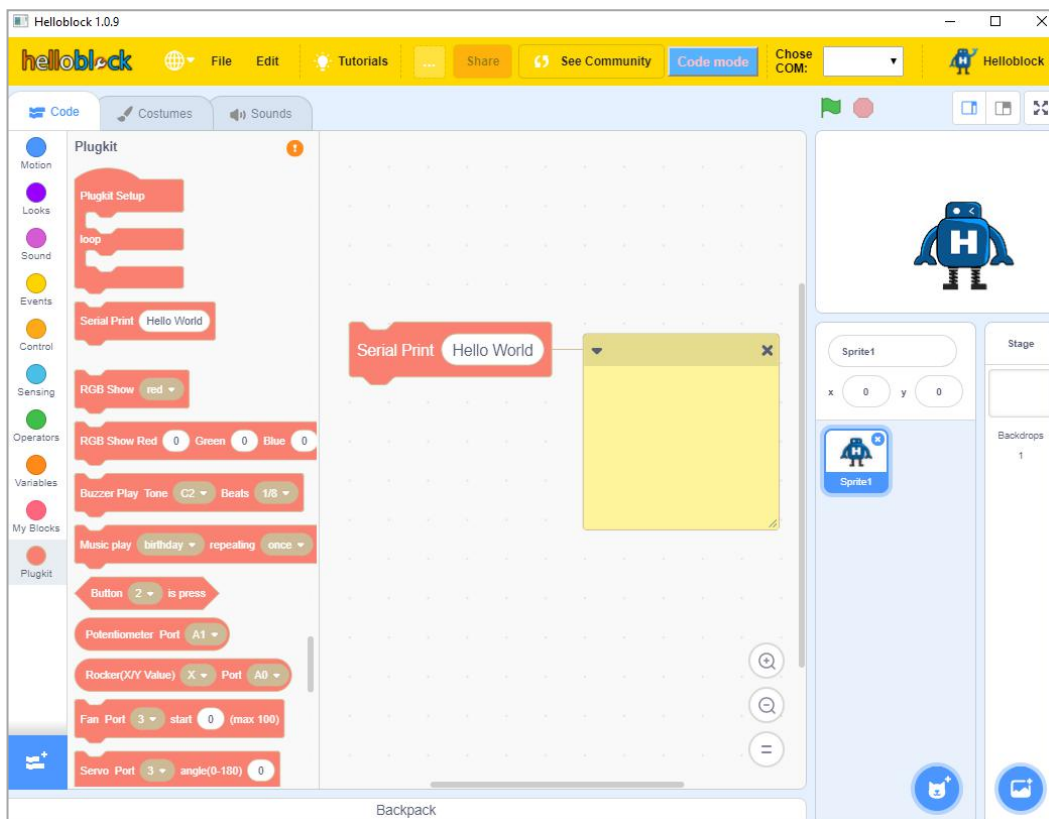 Helloblock 1.0.9
helloblock File Edit Tutorials ... Share See Community Code mode Chose COM: Helloblock
Code Costumes Sounds
Motion
Looks
Sound
Events
Control
Sensing
Operators
Variables
My Blocks
Plugkit
Plugkit
Plugkit Setup
loop
Serial Print Hello World
RGB Show red
RGB Show Red 0 Green 0 Blue 0
Buzzer Play Tone C2 Beats 1/8
Music play birthday repeating once
Button 2 is press
Potentiometer Port A1
Rocker(X/Y Value) X Port A0
Fan Port 3 start 0 (max 100)
Servo Port 3 angle(0-180) 0
Serial Print Hello World
H
Sprite1
x 0 y 0
Sprite1
Stage
Backdrops
1
Backpack